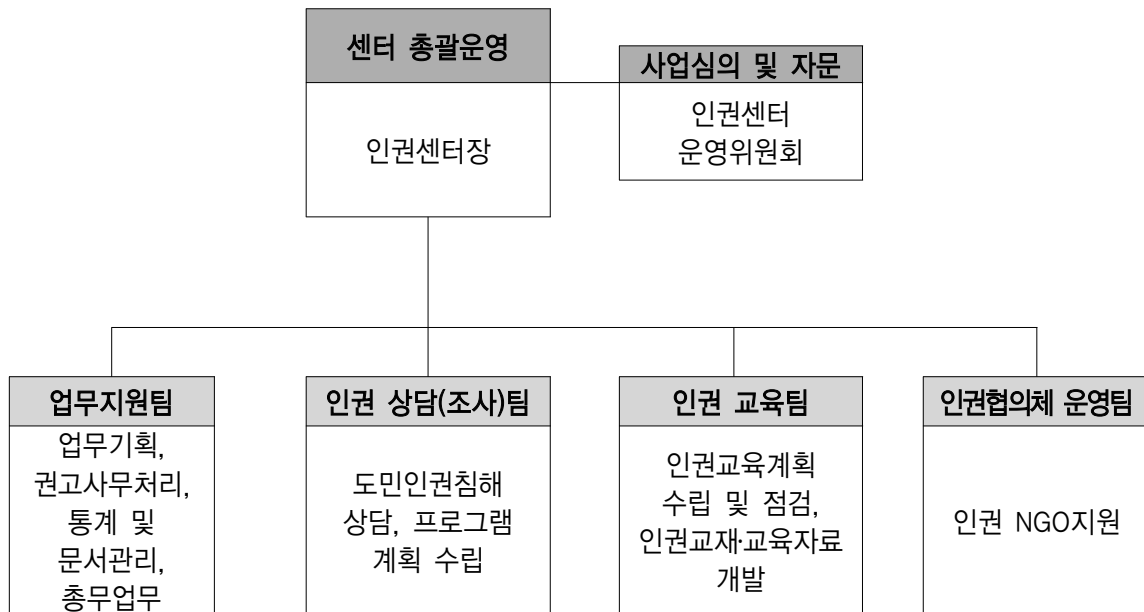 센터 총괄운영
인권센터장
사업심의 및 자문
인권센터
운영위원회
업무지원팀
업무기획,
권고사무처리,
통계 및
문서관리,
총무업무
인권 상담(조사)팀
도민인권침해
상담, 프로그램
계획 수립
인권 교육팀
인권교육계획
수립 및 점검,
인권교재·교육자료
개발
인권협의체 운영팀
인권 NGO지원